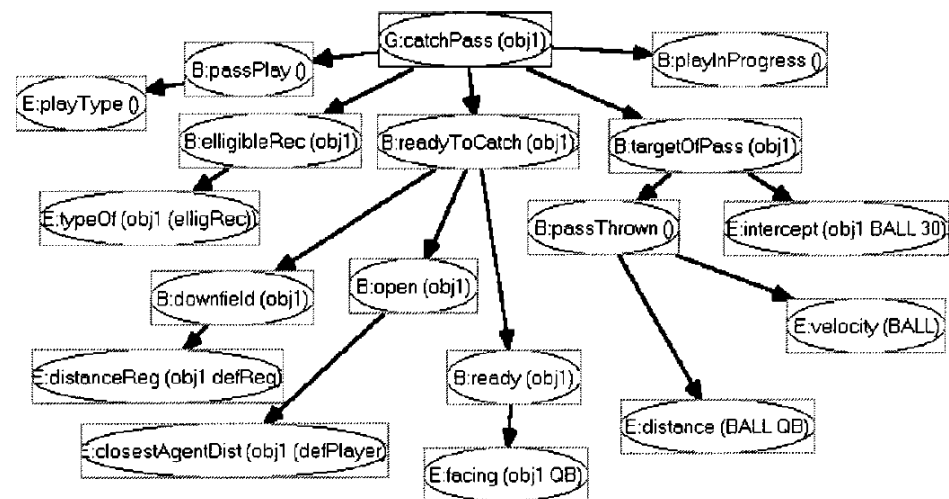 G:catchPass (obj1)
B:passPlay ()
B:playInProgress ()
E:playType ()
B:elligibleRec (obj1)
B:readyToCatch (obj1)
B:targetOfPass (obj1)
E:typeOf (obj1 (elligRec))
B:passThrown ()
E:intercept (obj1 BALL 30)
B:downfield (obj1)
B:open (obj1)
E:velocity (BALL)
E:distanceReg (obj1 defReg)
B:ready (obj1)
E:distance (BALL QB)
E:closestAgentDist (obj1 (defPlayer)
E:facing (obj1 QB)